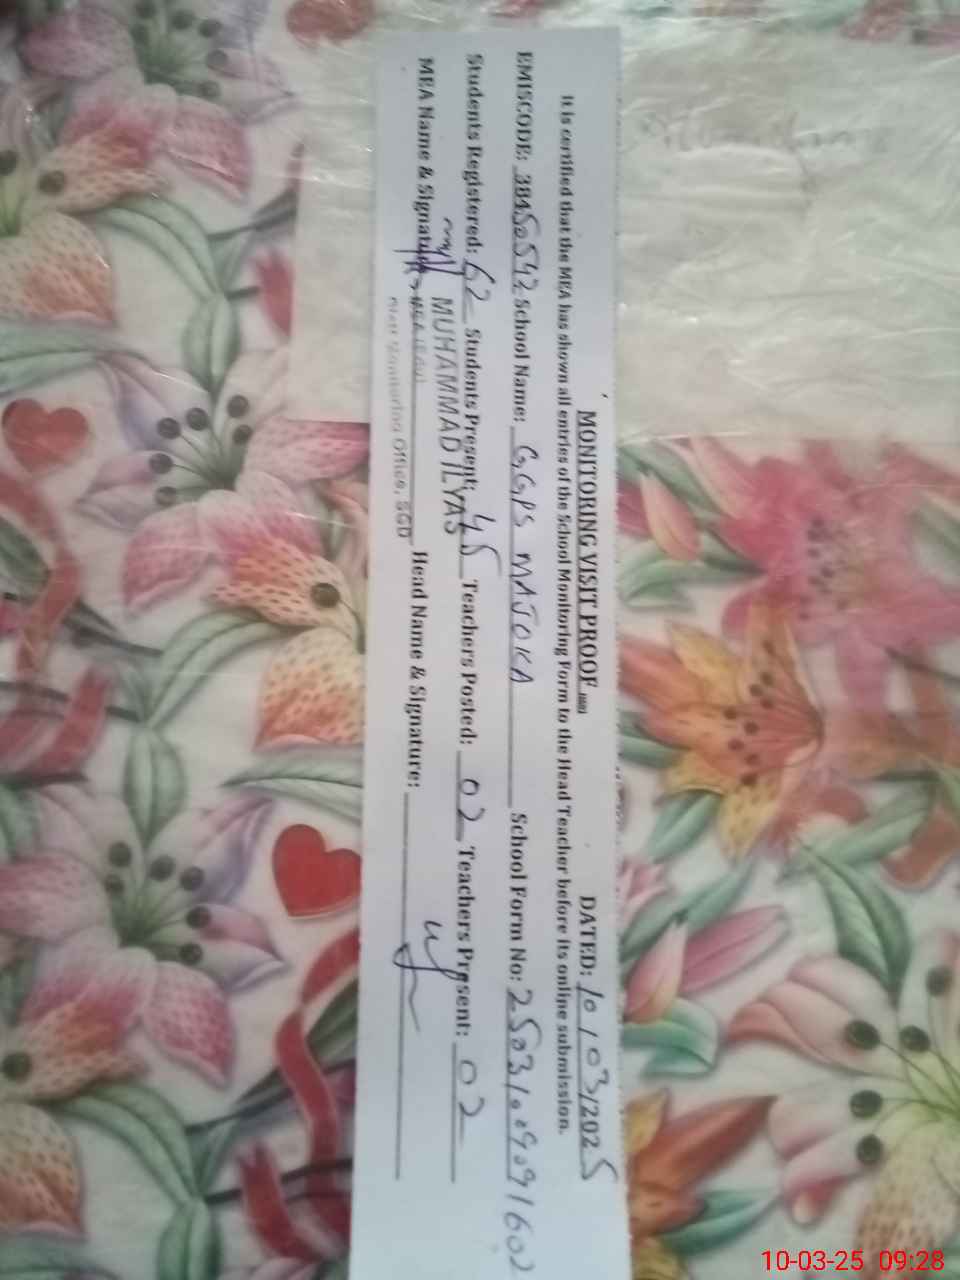 MONITORING VISIT PROOF DATED: 10/03/2025
It is certified that the MEA has shown all entries of the School Monitoring Form to the Head Teacher before its online submission.
EMISCODE: 38450542 School Name: GGPS MAJOKA School Form No: 25031009091602
Students Registered: 62 Students Present: 45 Teachers Posted: 02 Teachers Present: 02
MEA Name & Signature: MUHAMMAD ILYAS Head Name & Signature:
Monitoring Office, SGD
10-03-25 09:28